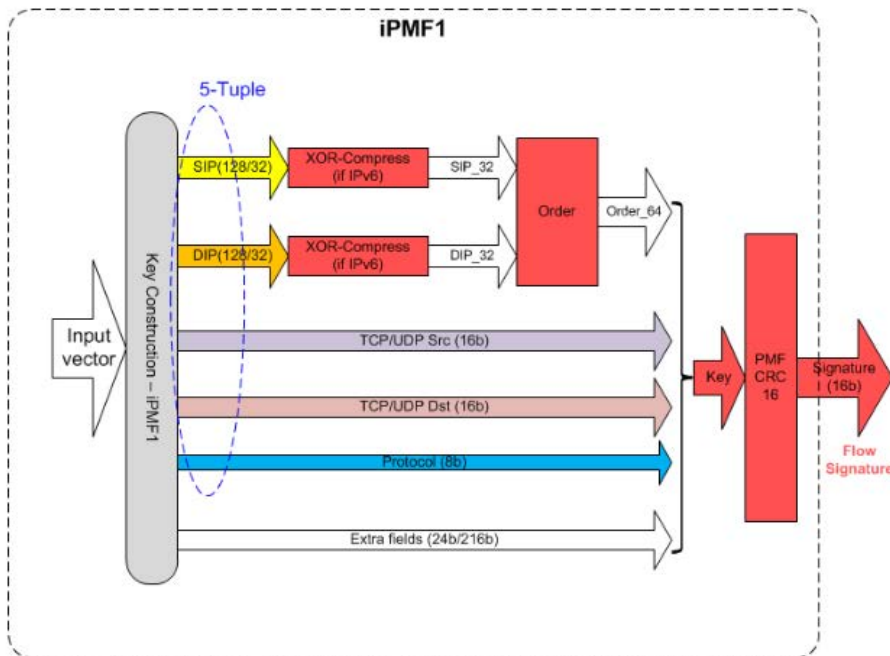 iPMF1
5-Tuple
SIP(128/32)
XOR-Compress
(if IPv6)
SIP_32
Order
Order_64
DIP(128/32)
XOR-Compress
(if IPv6)
DIP_32
Key Construction – iPMF1
Input
vector
TCP/UDP Src (16b)
TCP/UDP Dst (16b)
Protocol (8b)
Extra fields (24b/216b)
Key
PMF
CRC
16
Signature
(16b)
Flow
Signature